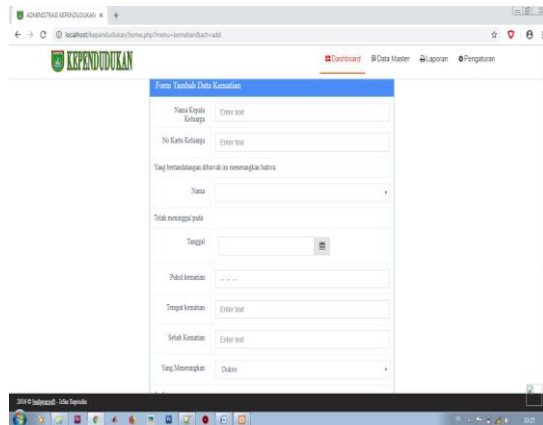 ADMINISTRASI KEPENDUDUKAN
localhost/kependudukan/home.php?menu=kematian&act=add
KEPENDUDUKAN
Dashboard Data Master Laporan Pengaturan
Form Tambah Data Kematian
Nama Kepala Keluarga
Enter text
No Kartu Keluarga
Enter text
Yang bertandatangan dibawah ini menerangkan bahwa
Nama
Telah meninggal pada
Tanggal
Pukul kematian
Tempat kematian
Enter text
Sebab Kematian
Enter text
Yang Menerangkan
Dokter